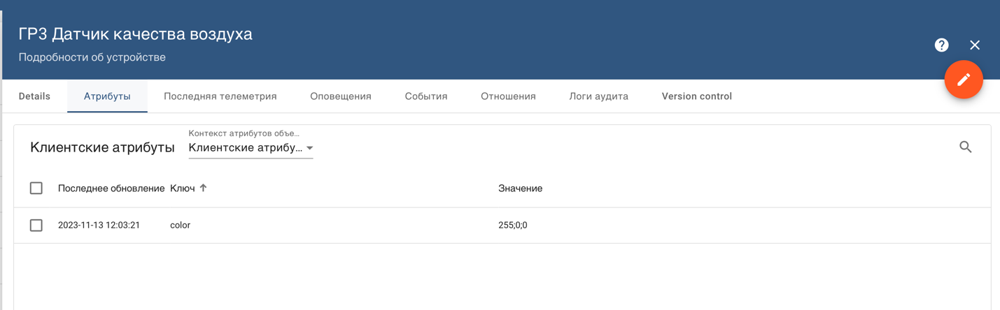 ГРЗ Датчик качества воздуха
Подробности об устройстве
Details Атрибуты Последняя телеметрия Оповещения События Отношения Логи аудита Version control
Контекст атрибутов объе...
Клиентские атрибуты Клиентские атрибу...
Последнее обновление Ключ Значение
2023-11-13 12:03:21 color 255;0;0